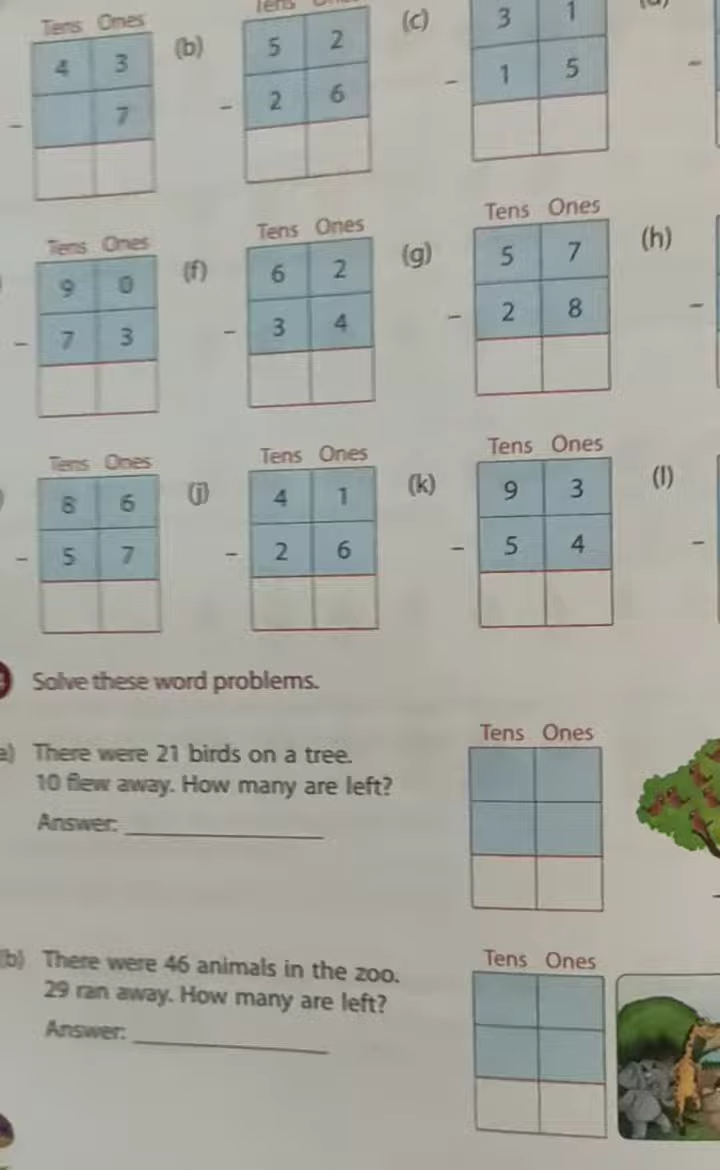 Tens Ones
4 3
- 7
(b)
Tens
5 2
- 2 6
(c)
3 1
- 1 5
-
Tens Ones
9 0
- 7 3
(f)
Tens Ones
6 2
- 3 4
(g)
Tens Ones
5 7
- 2 8
(h)
-
Tens Ones
8 6
- 5 7
(j)
Tens Ones
4 1
- 2 6
(k)
Tens Ones
9 3
- 5 4
(l)
-
Solve these word problems.
a) There were 21 birds on a tree.
10 flew away. How many are left?
Answer: ____________
Tens Ones
(b) There were 46 animals in the zoo.
29 ran away. How many are left?
Answer: ____________
Tens Ones